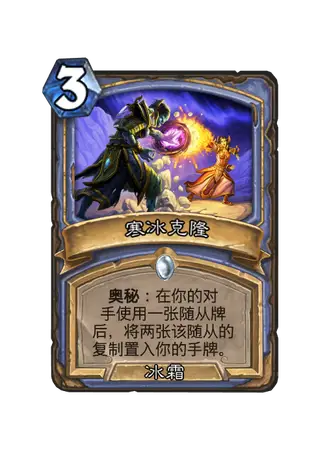 3
寒冰克隆
奥秘：在你的对
手使用一张随从牌
后，将两张该随从的
复制置入你的手牌。
冰霜